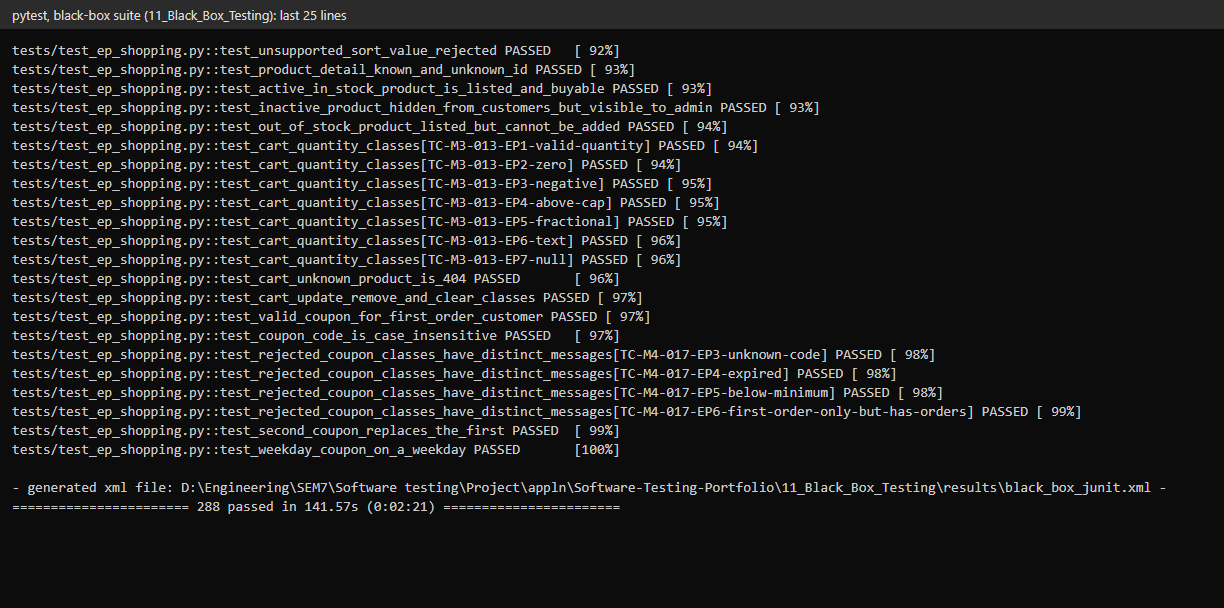 pytest, black-box suite (11_Black_Box_Testing): last 25 lines
tests/test_ep_shopping.py::test_unsupported_sort_value_rejected PASSED   [ 92%]
tests/test_ep_shopping.py::test_product_detail_known_and_unknown_id PASSED [ 93%]
tests/test_ep_shopping.py::test_active_in_stock_product_is_listed_and_buyable PASSED [ 93%]
tests/test_ep_shopping.py::test_inactive_product_hidden_from_customers_but_visible_to_admin PASSED [ 93%]
tests/test_ep_shopping.py::test_out_of_stock_product_listed_but_cannot_be_added PASSED [ 94%]
tests/test_ep_shopping.py::test_cart_quantity_classes[TC-M3-013-EP1-valid-quantity] PASSED [ 94%]
tests/test_ep_shopping.py::test_cart_quantity_classes[TC-M3-013-EP2-zero] PASSED [ 94%]
tests/test_ep_shopping.py::test_cart_quantity_classes[TC-M3-013-EP3-negative] PASSED [ 95%]
tests/test_ep_shopping.py::test_cart_quantity_classes[TC-M3-013-EP4-above-cap] PASSED [ 95%]
tests/test_ep_shopping.py::test_cart_quantity_classes[TC-M3-013-EP5-fractional] PASSED [ 95%]
tests/test_ep_shopping.py::test_cart_quantity_classes[TC-M3-013-EP6-text] PASSED [ 96%]
tests/test_ep_shopping.py::test_cart_quantity_classes[TC-M3-013-EP7-null] PASSED [ 96%]
tests/test_ep_shopping.py::test_cart_unknown_product_is_404 PASSED       [ 96%]
tests/test_ep_shopping.py::test_cart_update_remove_and_clear_classes PASSED [ 97%]
tests/test_ep_shopping.py::test_valid_coupon_for_first_order_customer PASSED [ 97%]
tests/test_ep_shopping.py::test_coupon_code_is_case_insensitive PASSED   [ 97%]
tests/test_ep_shopping.py::test_rejected_coupon_classes_have_distinct_messages[TC-M4-017-EP3-unknown-code] PASSED [ 98%]
tests/test_ep_shopping.py::test_rejected_coupon_classes_have_distinct_messages[TC-M4-017-EP4-expired] PASSED [ 98%]
tests/test_ep_shopping.py::test_rejected_coupon_classes_have_distinct_messages[TC-M4-017-EP5-below-minimum] PASSED [ 98%]
tests/test_ep_shopping.py::test_rejected_coupon_classes_have_distinct_messages[TC-M4-017-EP6-first-order-only-but-has-orders] PASSED [ 99%]
tests/test_ep_shopping.py::test_second_coupon_replaces_the_first PASSED  [ 99%]
tests/test_ep_shopping.py::test_weekday_coupon_on_a_weekday PASSED       [100%]
- generated xml file: D:\Engineering\SEM7\Software testing\Project\appln\Software-Testing-Portfolio\11_Black_Box_Testing\results\black_box_junit.xml -
======================= 288 passed in 141.57s (0:02:21) =======================